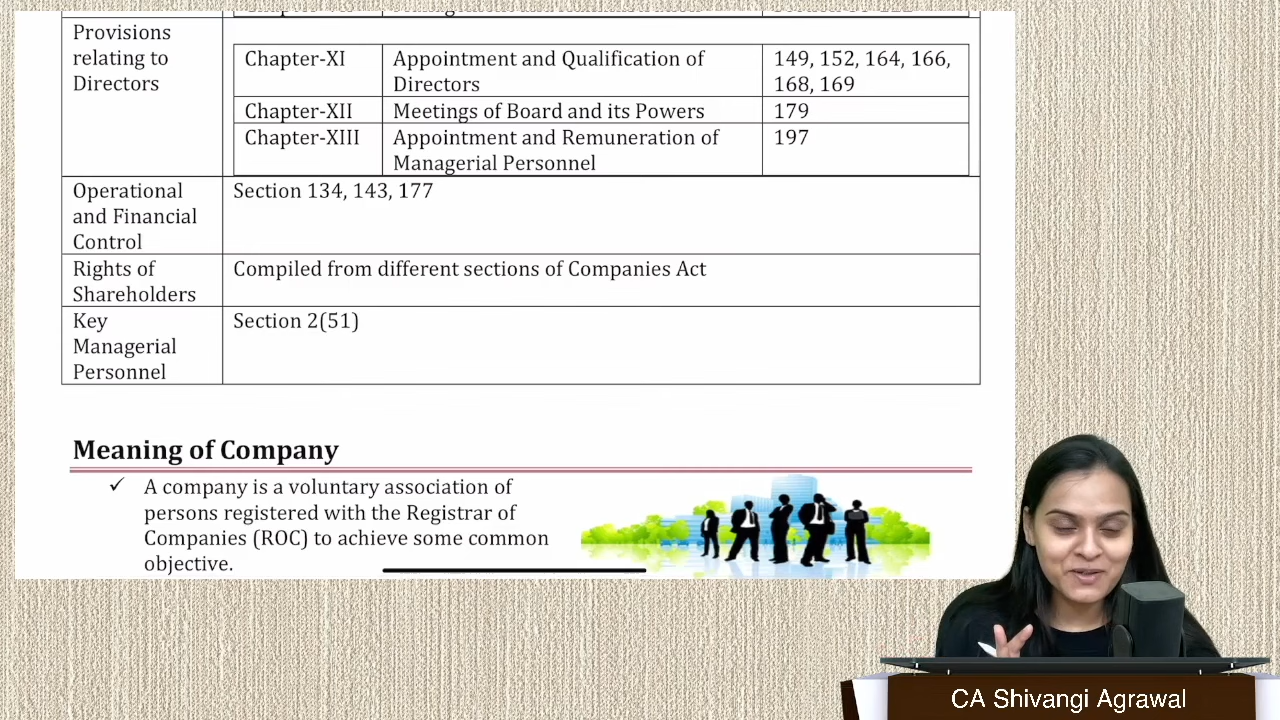 Provisions
relating to
Directors
Chapter-XI Appointment and Qualification of Directors 149, 152, 164, 166, 168, 169
Chapter-XII Meetings of Board and its Powers 179
Chapter-XIII Appointment and Remuneration of Managerial Personnel 197
Operational
and Financial
Control
Section 134, 143, 177
Rights of
Shareholders
Compiled from different sections of Companies Act
Key
Managerial
Personnel
Section 2(51)
Meaning of Company
✓ A company is a voluntary association of
persons registered with the Registrar of
Companies (ROC) to achieve some common
objective.
CA Shivangi Agrawal